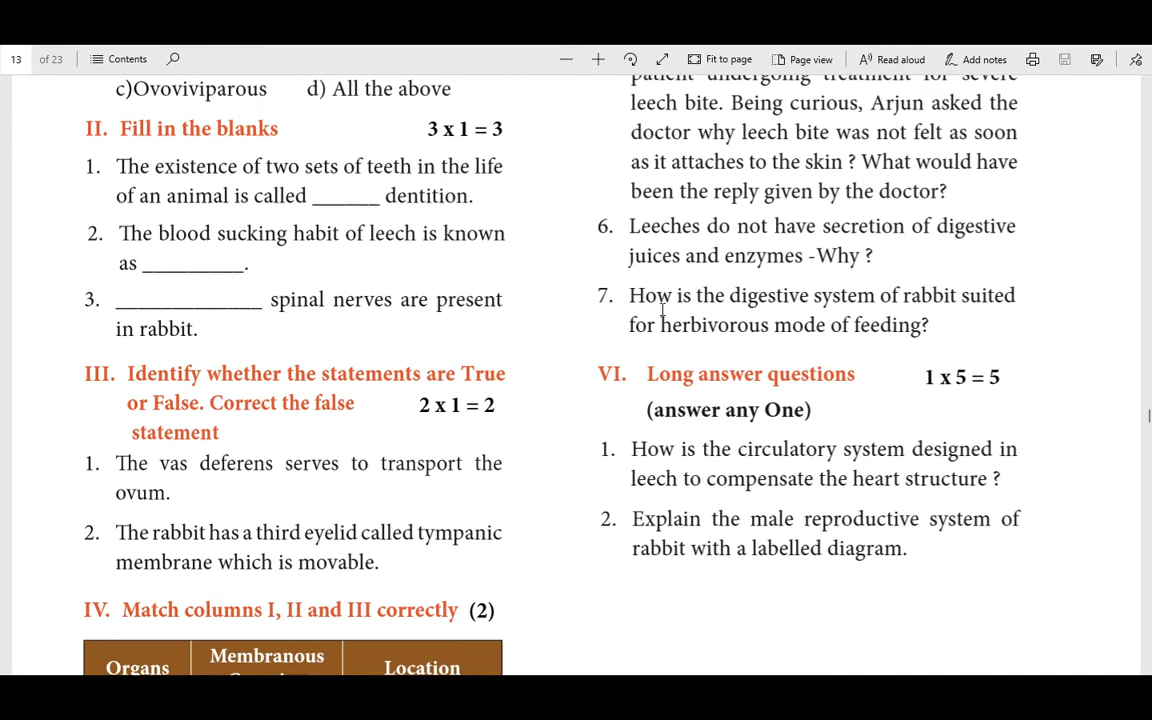 13 of 23 Contents Fit to page Page view Read aloud Add notes
c)Ovoviviparous d) All the above
II. Fill in the blanks 3 x 1 = 3
1. The existence of two sets of teeth in the life
of an animal is called ______ dentition.
2. The blood sucking habit of leech is known
as _________.
3. _____________ spinal nerves are present
in rabbit.
III. Identify whether the statements are True
or False. Correct the false 2 x 1 = 2
statement
1. The vas deferens serves to transport the
ovum.
2. The rabbit has a third eyelid called tympanic
membrane which is movable.
IV. Match columns I, II and III correctly (2)
Organs Membranous Location
patient undergoing treatment for severe
leech bite. Being curious, Arjun asked the
doctor why leech bite was not felt as soon
as it attaches to the skin ? What would have
been the reply given by the doctor?
6. Leeches do not have secretion of digestive
juices and enzymes -Why ?
7. How is the digestive system of rabbit suited
for herbivorous mode of feeding?
VI. Long answer questions 1 x 5 = 5
(answer any One)
1. How is the circulatory system designed in
leech to compensate the heart structure ?
2. Explain the male reproductive system of
rabbit with a labelled diagram.